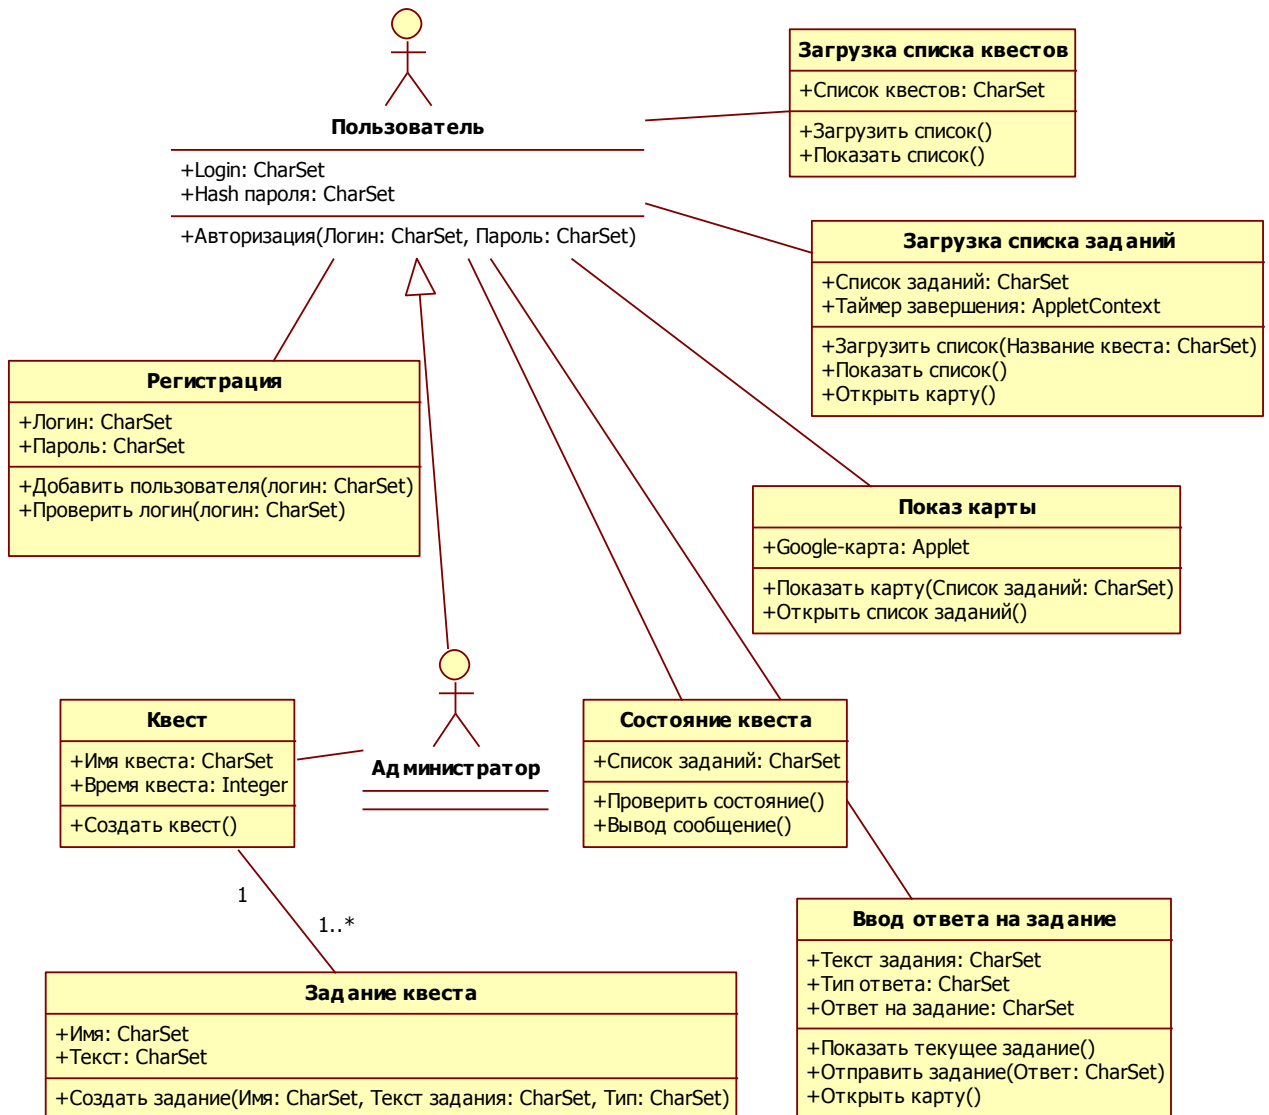 Пользователь
+Login: CharSet
+Hash пароля: CharSet
+Авторизация(Логин: CharSet, Пароль: CharSet)
Загрузка списка квестов
+Список квестов: CharSet
+Загрузить список()
+Показать список()
Загрузка списка заданий
+Список заданий: CharSet
+Таймер завершения: AppletContext
+Загрузить список(Название квеста: CharSet)
+Показать список()
+Открыть карту()
Регистрация
+Логин: CharSet
+Пароль: CharSet
+Добавить пользователя(логин: CharSet)
+Проверить логин(логин: CharSet)
Показ карты
+Google-карта: Applet
+Показать карту(Список заданий: CharSet)
+Открыть список заданий()
Квест
+Имя квеста: CharSet
+Время квеста: Integer
+Создать квест()
Администратор
Состояние квеста
+Список заданий: CharSet
+Проверить состояние()
+Вывод сообщение()
1
1..*
Задание квеста
+Имя: CharSet
+Текст: CharSet
+Создать задание(Имя: CharSet, Текст задания: CharSet, Тип: CharSet)
Ввод ответа на задание
+Текст задания: CharSet
+Тип ответа: CharSet
+Ответ на задание: CharSet
+Показать текущее задание()
+Отправить задание(Ответ: CharSet)
+Открыть карту()